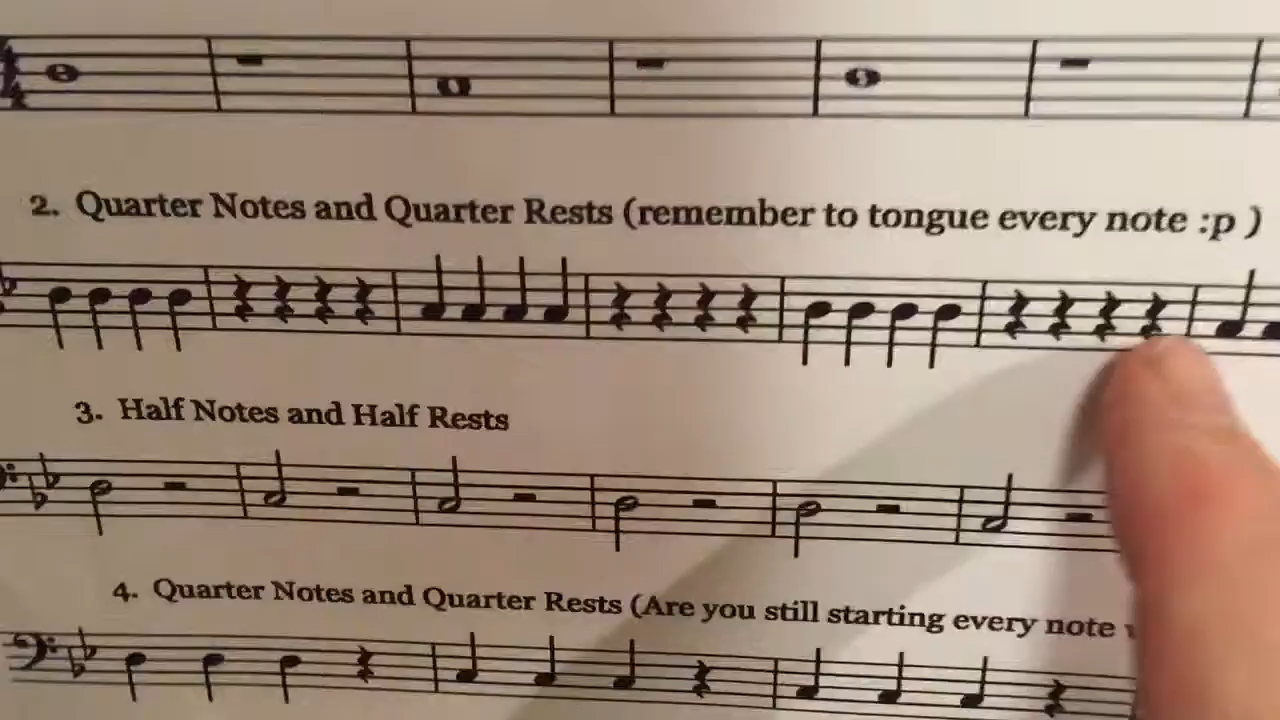 2. Quarter Notes and Quarter Rests (remember to tongue every note :p )
3. Half Notes and Half Rests
4. Quarter Notes and Quarter Rests (Are you still starting every note